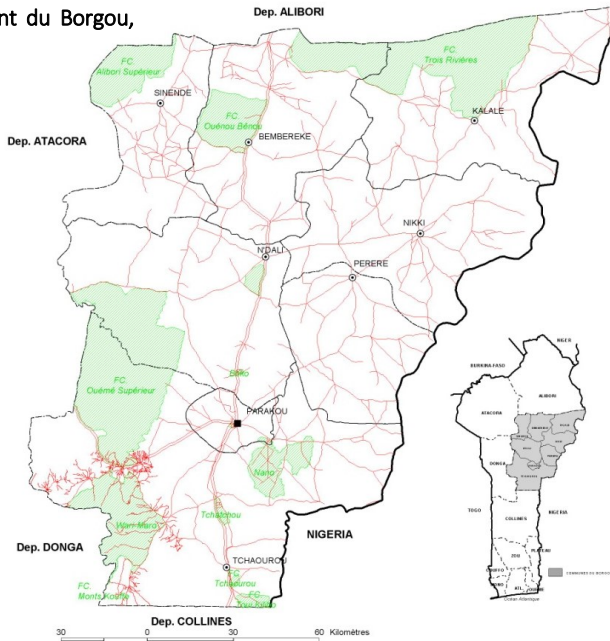 nt du Borgou,
Dep. ALIBORI
FC.
Alibori Supérieur
FC.
Trois Rivières
SINENDE
FC.
Ouénou Bénou
KALALE
Dep. ATACORA
BEMBEREKE
NIKKI
N'DALI
PERERE
FC.
Ouémé Supérieur
PARAKOU
Nano
Tchatchou
Wari Maro
NIGERIA
Dep. DONGA
TCHAOUROU
FC.
Tchaourou
FC.
Monts Kouffé
Dep. COLLINES
30 0 30 60 Kilomètres
NIGER
BURKINA FASO
ALIBORI
ATACORA
DONGA
TOGO
COLLINES
NIGERIA
ZOU
PLATEAU
Océan Atlantique